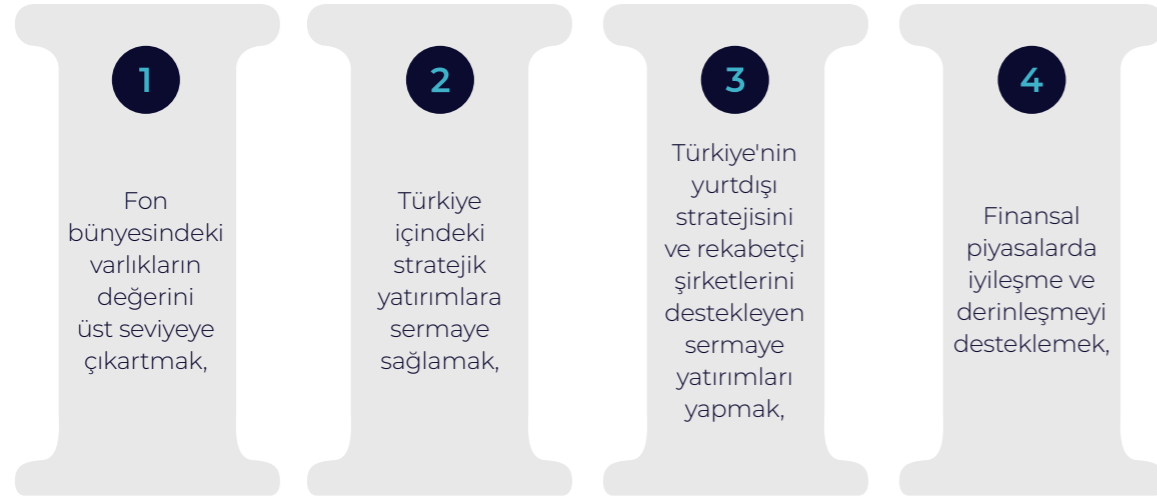 1
Fon
bünyesindeki
varlıkların
değerini
üst seviyeye
çıkartmak,
2
Türkiye
içindeki
stratejik
yatırımlara
sermaye
sağlamak,
3
Türkiye'nin
yurtdışı
stratejisini
ve rekabetçi
şirketlerini
destekleyen
sermaye
yatırımları
yapmak,
4
Finansal
piyasalarda
iyileşme ve
derinleşmeyi
desteklemek,